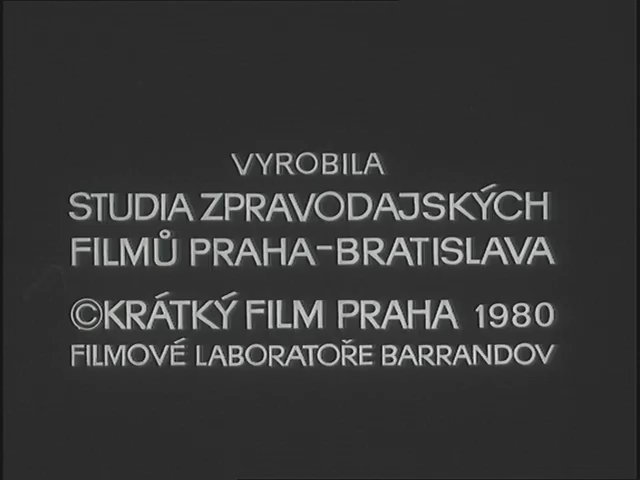 VYROBILA
STUDIA ZPRAVODAJSKÝCH
FILMŮ PRAHA-BRATISLAVA
©KRÁTKÝ FILM PRAHA 1980
FILMOVÉ LABORATOŘE BARRANDOV